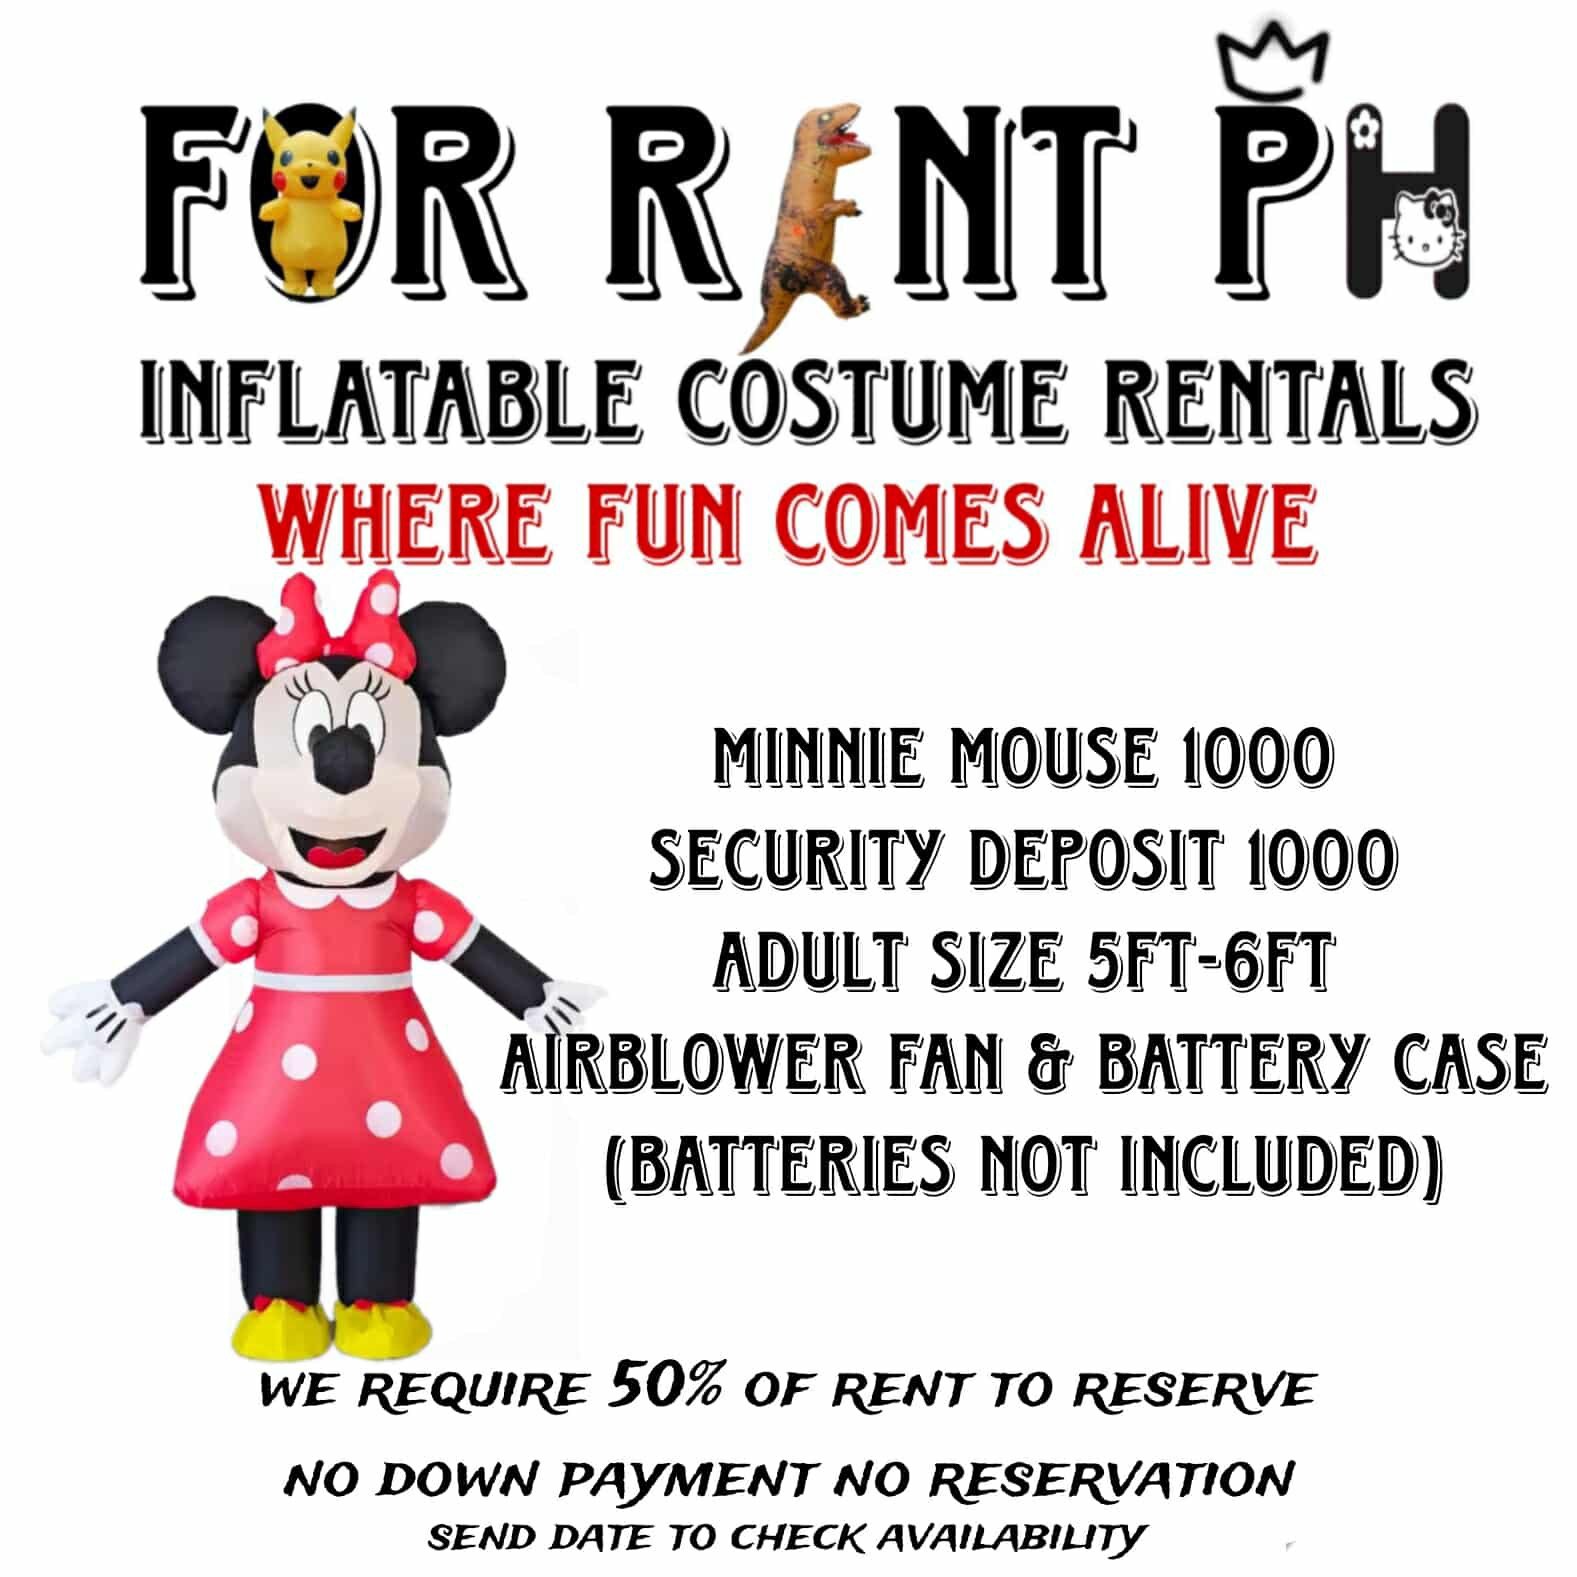 FOR RENT PH
INFLATABLE COSTUME RENTALS
WHERE FUN COMES ALIVE
MINNIE MOUSE 1000
SECURITY DEPOSIT 1000
ADULT SIZE 5FT-6FT
AIRBLOWER FAN & BATTERY CASE
(BATTERIES NOT INCLUDED)
WE REQUIRE 50% OF RENT TO RESERVE
NO DOWN PAYMENT NO RESERVATION
SEND DATE TO CHECK AVAILABILITY